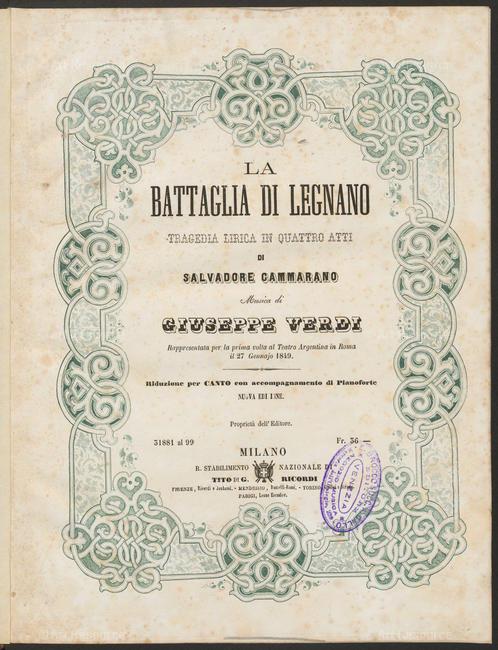 LA
BATTAGLIA DI LEGNANO
TRAGEDIA LIRICA IN QUATTRO ATTI
DI
SALVADORE CAMMARANO
Musica di
GIUSEPPE VERDI
Rappresentata per la prima volta al Teatro Argentina in Roma
il 27 Gennajo 1849.
Riduzione per CANTO con accompagnamento di Pianoforte
NUOVA EDIZIONE.
Proprietà dell'Editore.
31881 al 99 Fr. 36 —
MILANO
R. STABILIMENTO NAZIONALE DI
TITO DI G. RICORDI
FIRENZE, Ricordi e Jouhaud. - MENDRISIO, - TORINO
PARIGI, Leone Escudier.
VENEZIA